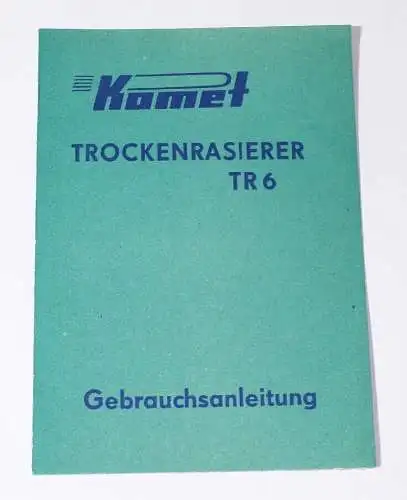 Komet
TROCKENRASIERER
TR 6
Gebrauchsanleitung